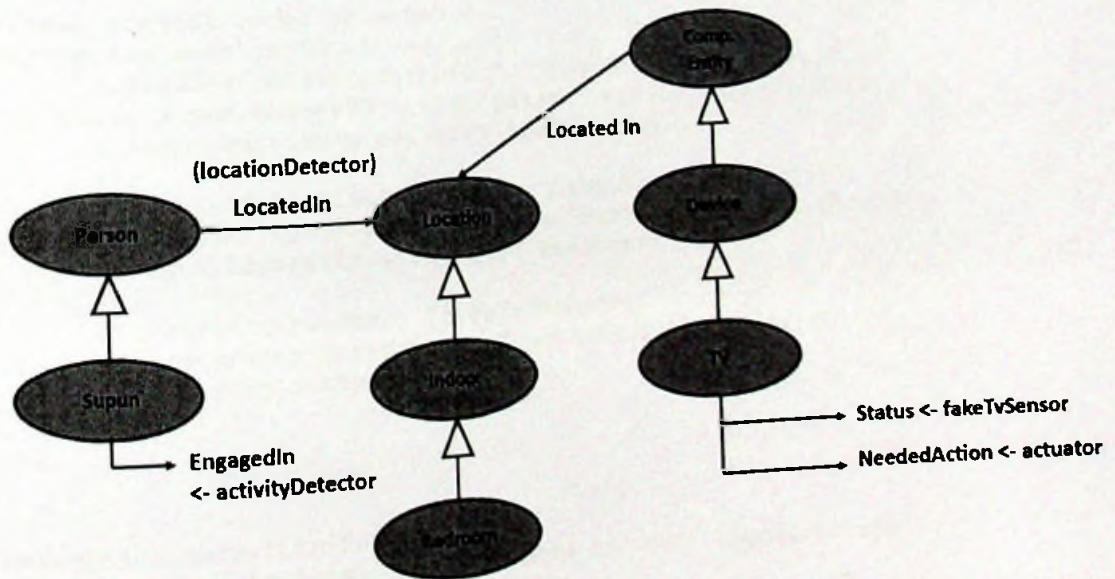 Comp.
Entity
Located In
(locationDetector)
LocatedIn
Person
Location
Device
Supun
Indoor
TV
EngagedIn
<- activityDetector
Status <- fakeTvSensor
NeededAction <- actuator
Bedroom